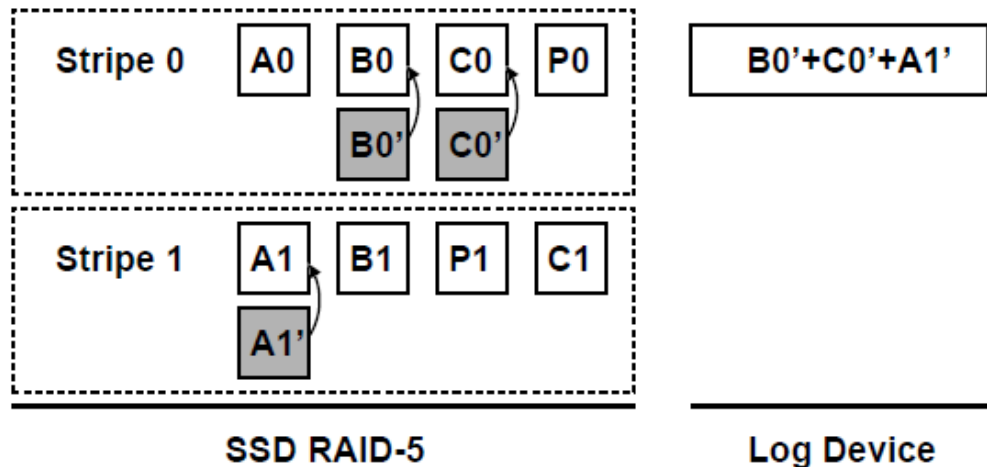 Stripe 0 A0 B0 C0 P0 B0’+C0’+A1’
B0’ C0’
Stripe 1 A1 B1 P1 C1
A1’
SSD RAID-5 Log Device